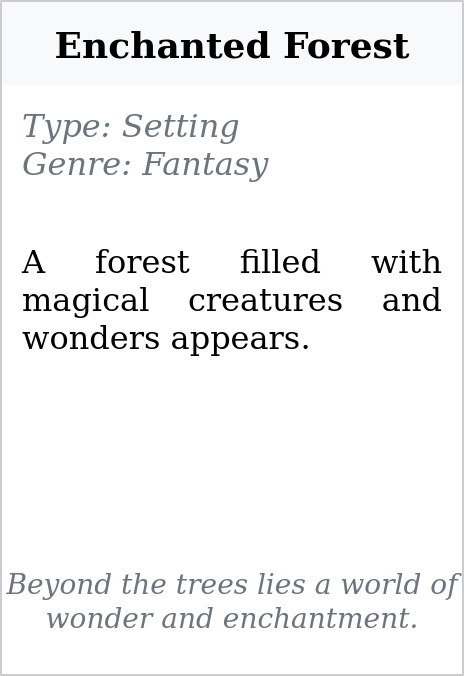 Enchanted Forest
Type: Setting
Genre: Fantasy
A forest filled with
magical creatures and
wonders appears.
Beyond the trees lies a world of
wonder and enchantment.